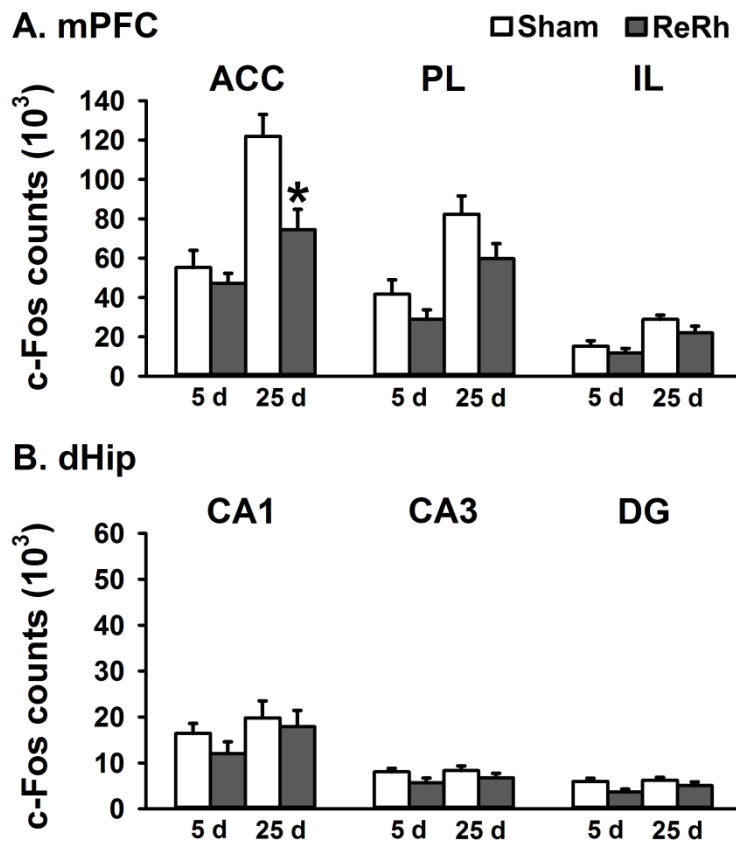 A. mPFC
Sham ReRh
ACC PL IL
c-Fos counts (10³)
140
120
100
80
60
40
20
0
*
5 d 25 d 5 d 25 d 5 d 25 d
B. dHip
CA1 CA3 DG
c-Fos counts (10³)
60
50
40
30
20
10
0
5 d 25 d 5 d 25 d 5 d 25 d